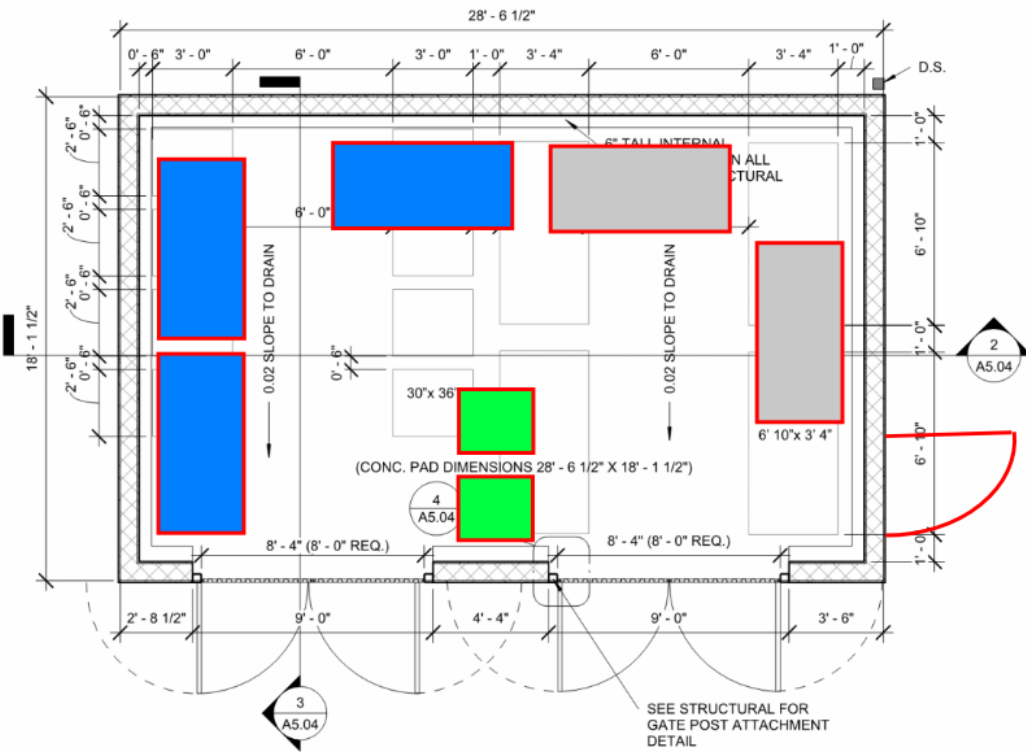 28' - 6 1/2"
0' - 6"
3' - 0"
6' - 0"
3' - 0"
1' - 0"
3' - 4"
6' - 0"
3' - 4"
1' - 0"
D.S.
2' - 6"
0' - 6"
6" TALL INTERNAL
N ALL
CTURAL
1' - 0"
2' - 6"
0' - 6"
6' - 0"
6' - 10"
2' - 6"
0' - 6"
0.02 SLOPE TO DRAIN
0.02 SLOPE TO DRAIN
18' - 1 1/2"
1' - 0"
2
A5.04
2' - 6"
0' - 6"
0' - 6"
30"x 36"
6' 10"x 3' 4"
6' - 10"
(CONC. PAD DIMENSIONS 28' - 6 1/2" X 18' - 1 1/2")
4
A5.04
8' - 4" (8' - 0" REQ.)
8' - 4" (8' - 0" REQ.)
1' - 0"
2' - 8 1/2"
9' - 0"
4' - 4"
9' - 0"
3' - 6"
3
A5.04
SEE STRUCTURAL FOR
GATE POST ATTACHMENT
DETAIL